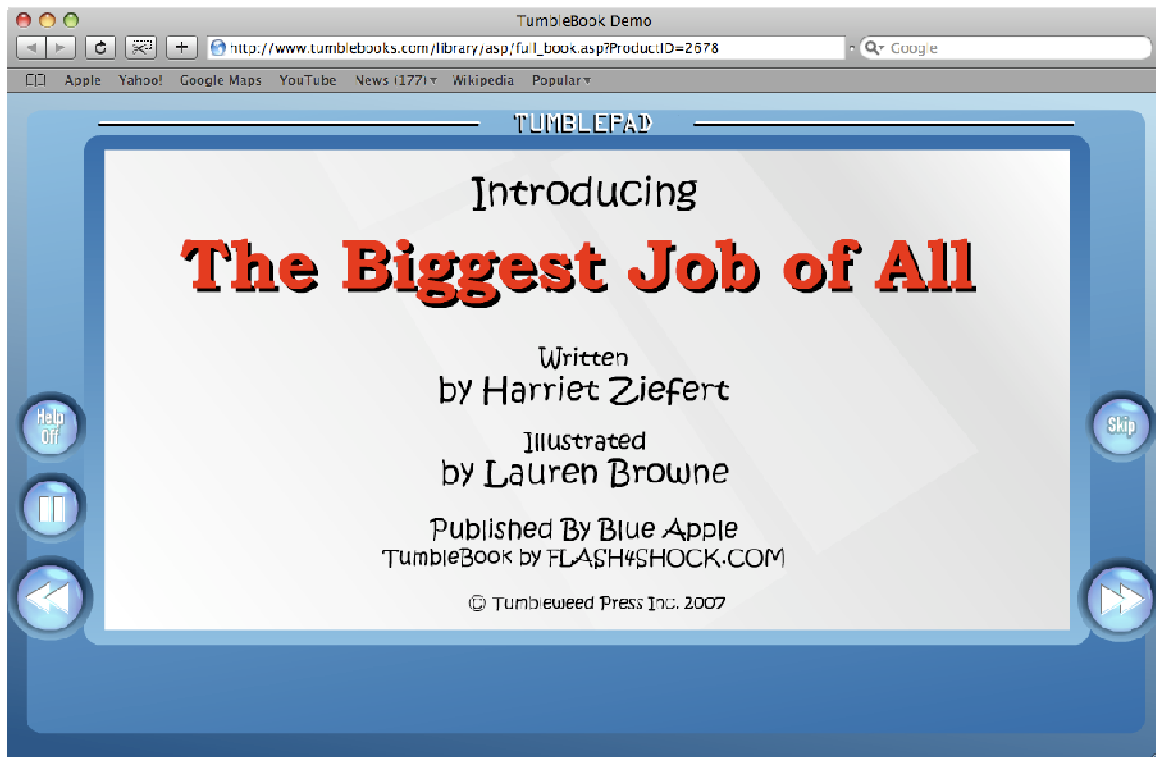 TumbleBook Demo
http://www.tumblebooks.com/library/asp/full_book.asp?ProductID=2678
Google
Apple Yahoo! Google Maps YouTube News (177) Wikipedia Popular
TUMBLEPAD
Introducing
The Biggest Job of All
Written
by Harriet Ziefert
Illustrated
by Lauren Browne
Published By Blue Apple
TumbleBook by FLASH4SHOCK.COM
© Tumbleweed Press Inc. 2007
Help
Off
Skip